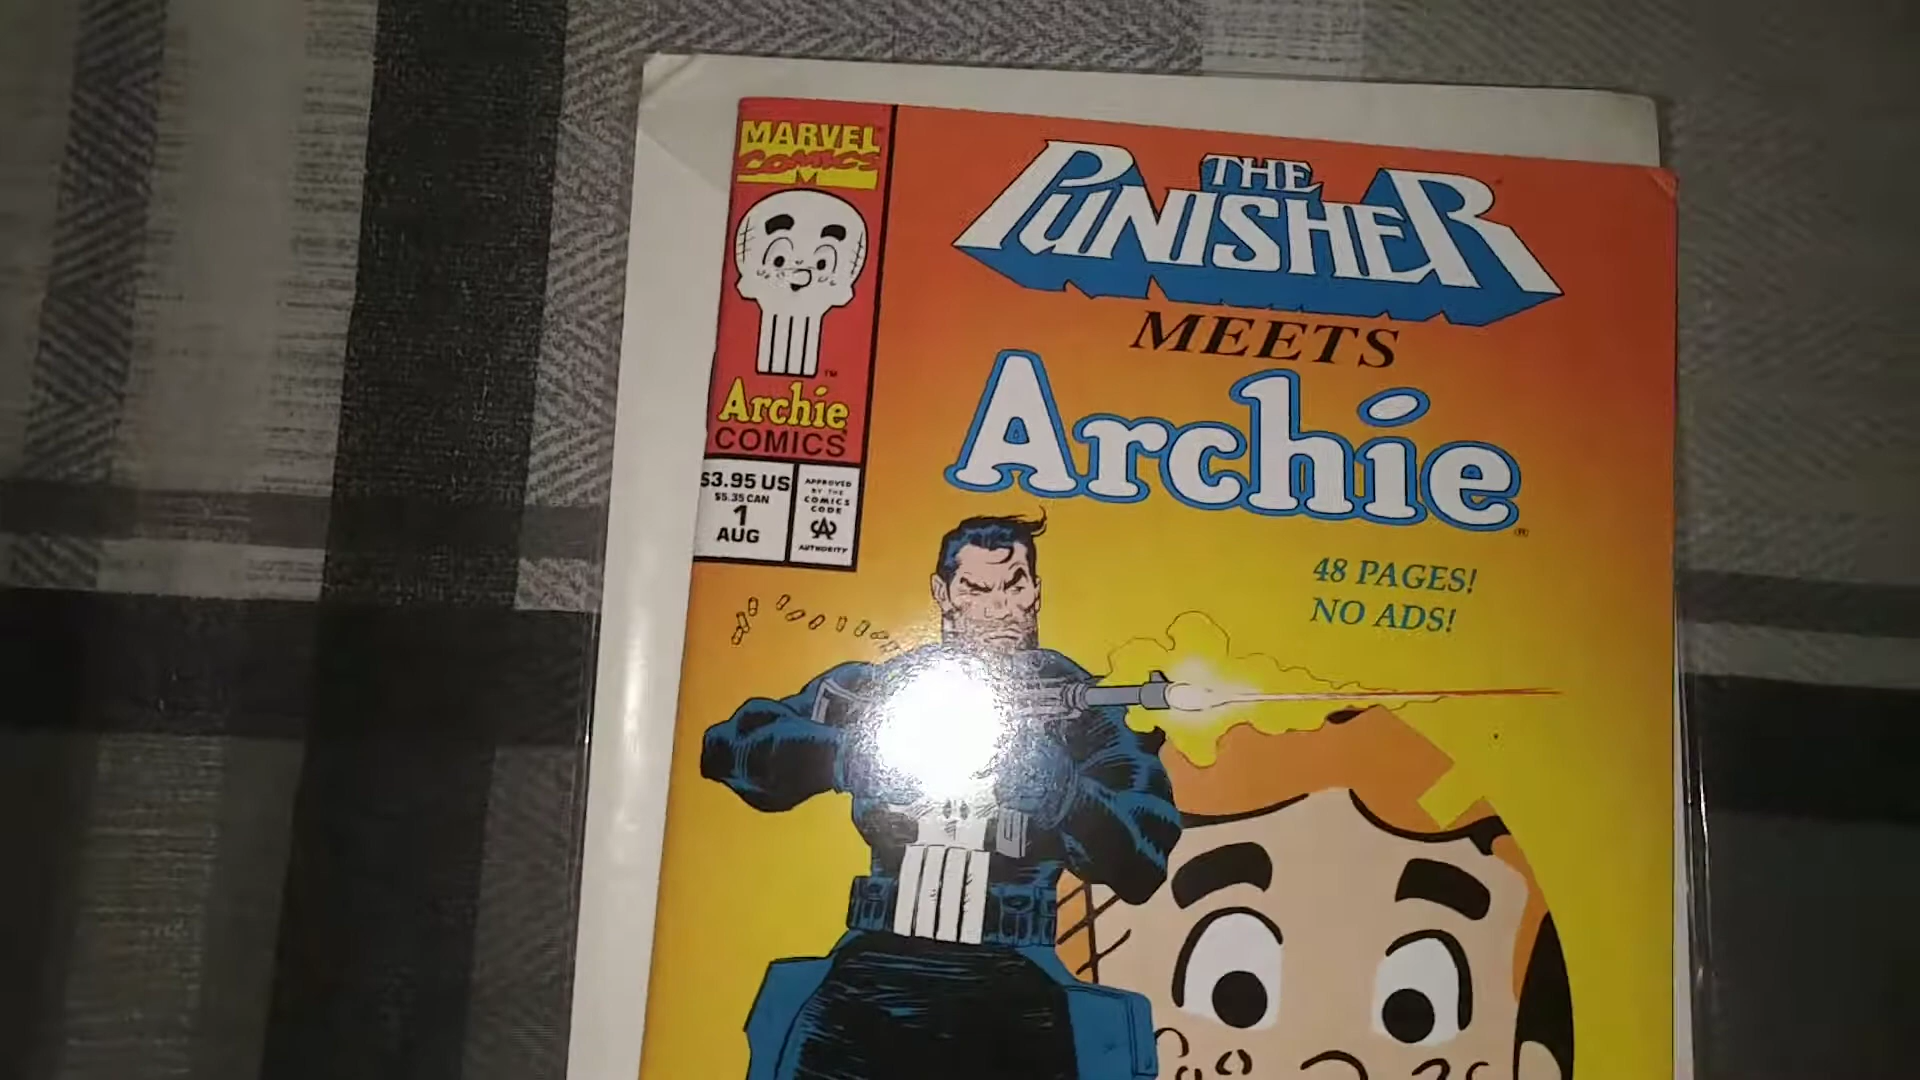 MARVEL
COMICS
Archie
COMICS
$3.95 US
$5.35 CAN
1
AUG
APPROVED
BY THE
COMICS
CODE
CA
AUTHORITY
THE
PUNISHER
MEETS
Archie
48 PAGES!
NO ADS!